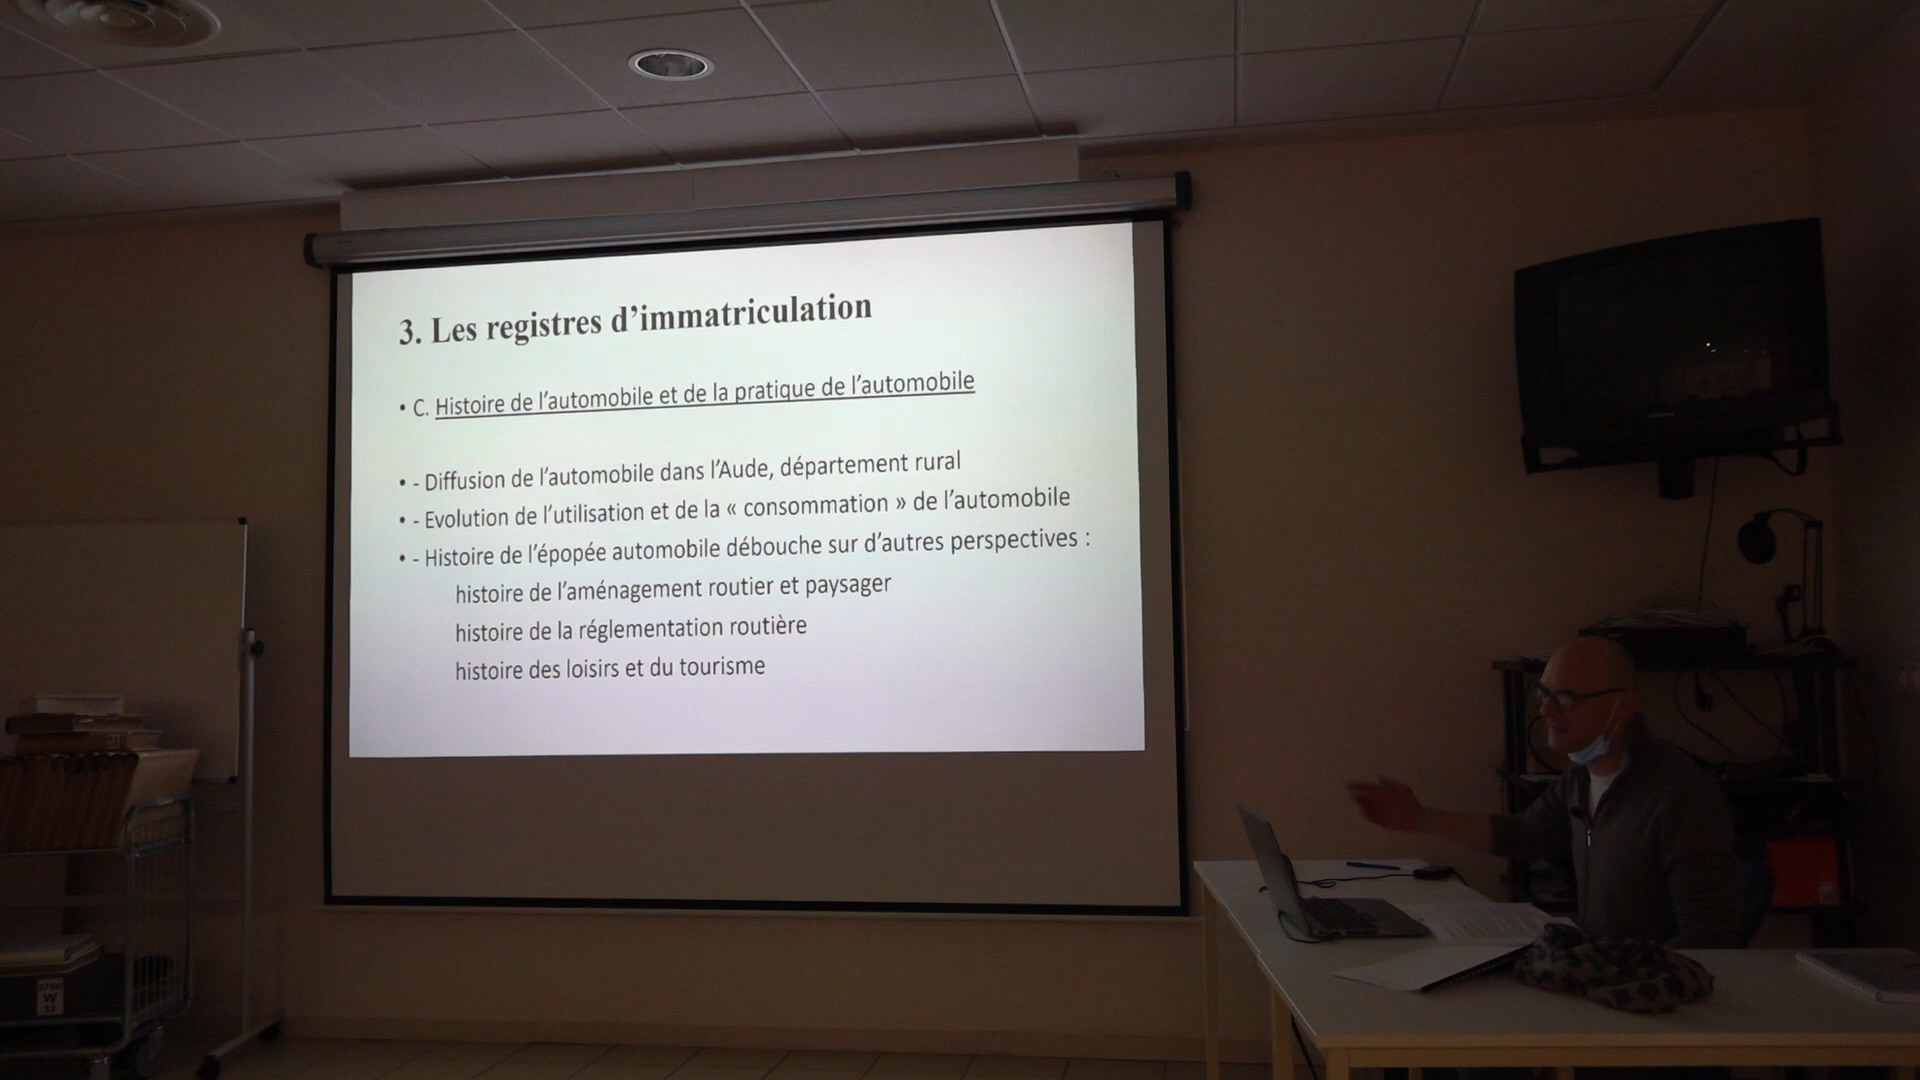 3. Les registres d'immatriculation
• C. Histoire de l'automobile et de la pratique de l'automobile
• - Diffusion de l'automobile dans l'Aude, département rural
• - Evolution de l'utilisation et de la « consommation » de l'automobile
• - Histoire de l'épopée automobile débouche sur d'autres perspectives :
histoire de l'aménagement routier et paysager
histoire de la réglementation routière
histoire des loisirs et du tourisme
W